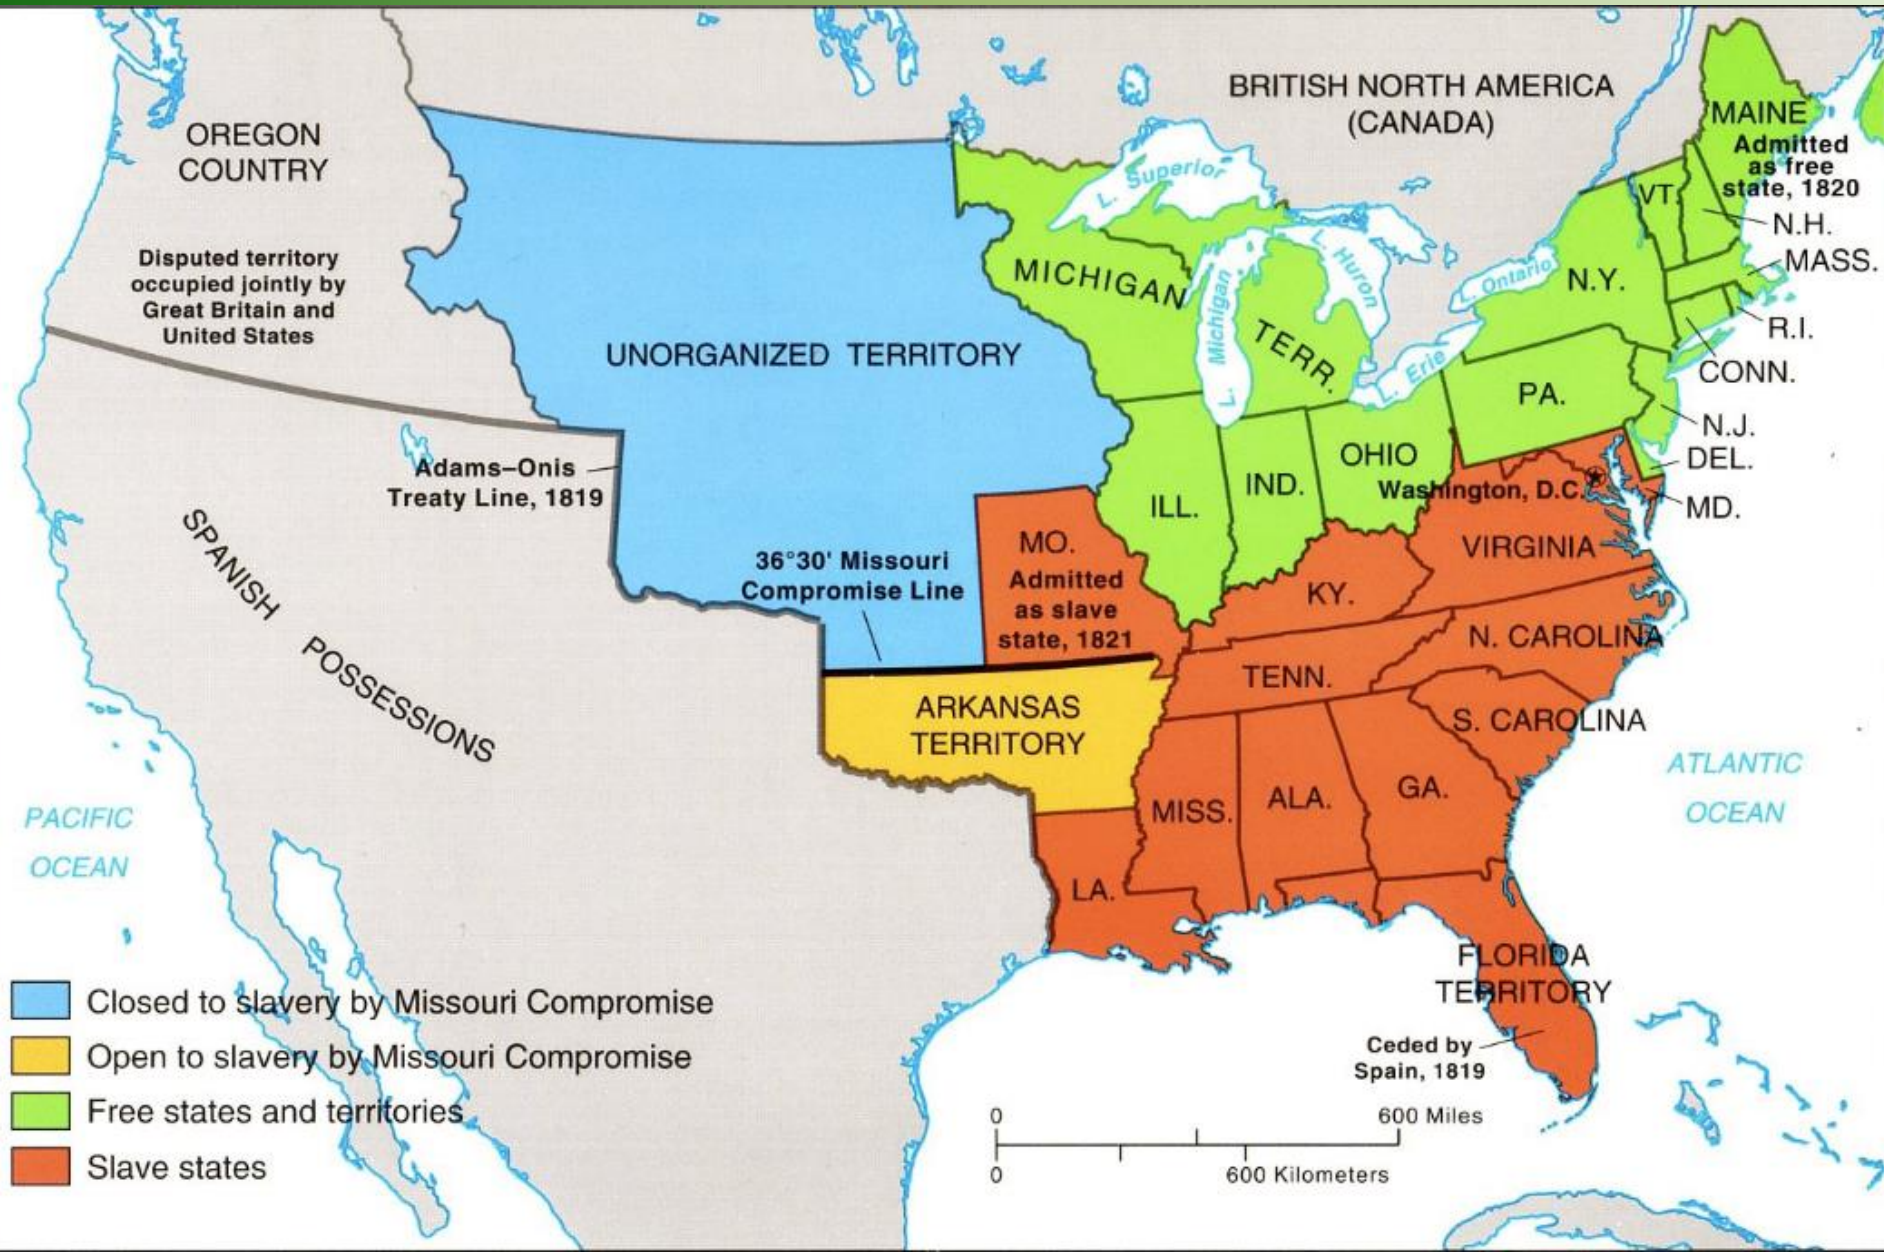 BRITISH NORTH AMERICA
(CANADA)
OREGON
COUNTRY
Disputed territory
occupied jointly by
Great Britain and
United States
MAINE
Admitted
as free
state, 1820
VT.
N.H.
MASS.
R.I.
CONN.
N.Y.
N.J.
DEL.
MD.
PA.
L. Superior
L. Michigan
L. Huron
L. Ontario
L. Erie
MICHIGAN
TERR.
UNORGANIZED TERRITORY
Adams–Onis
Treaty Line, 1819
36°30' Missouri
Compromise Line
MO.
Admitted
as slave
state, 1821
ILL.
IND.
OHIO
Washington, D.C.
VIRGINIA
KY.
N. CAROLINA
TENN.
S. CAROLINA
ARKANSAS
TERRITORY
MISS.
ALA.
GA.
LA.
FLORIDA
TERRITORY
Ceded by
Spain, 1819
SPANISH POSSESSIONS
PACIFIC
OCEAN
ATLANTIC
OCEAN
Closed to slavery by Missouri Compromise
Open to slavery by Missouri Compromise
Free states and territories
Slave states
0 600 Miles
0 600 Kilometers